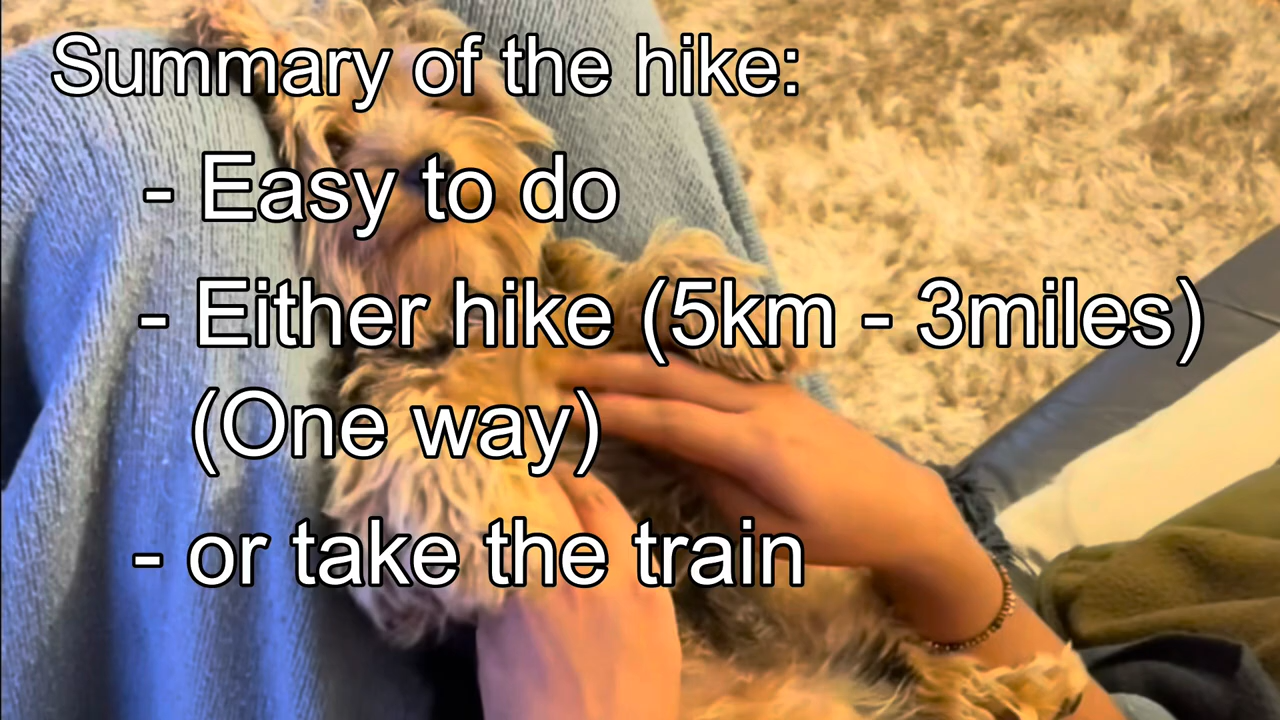 Summary of the hike:
- Easy to do
- Either hike (5km - 3miles)
(One way)
- or take the train